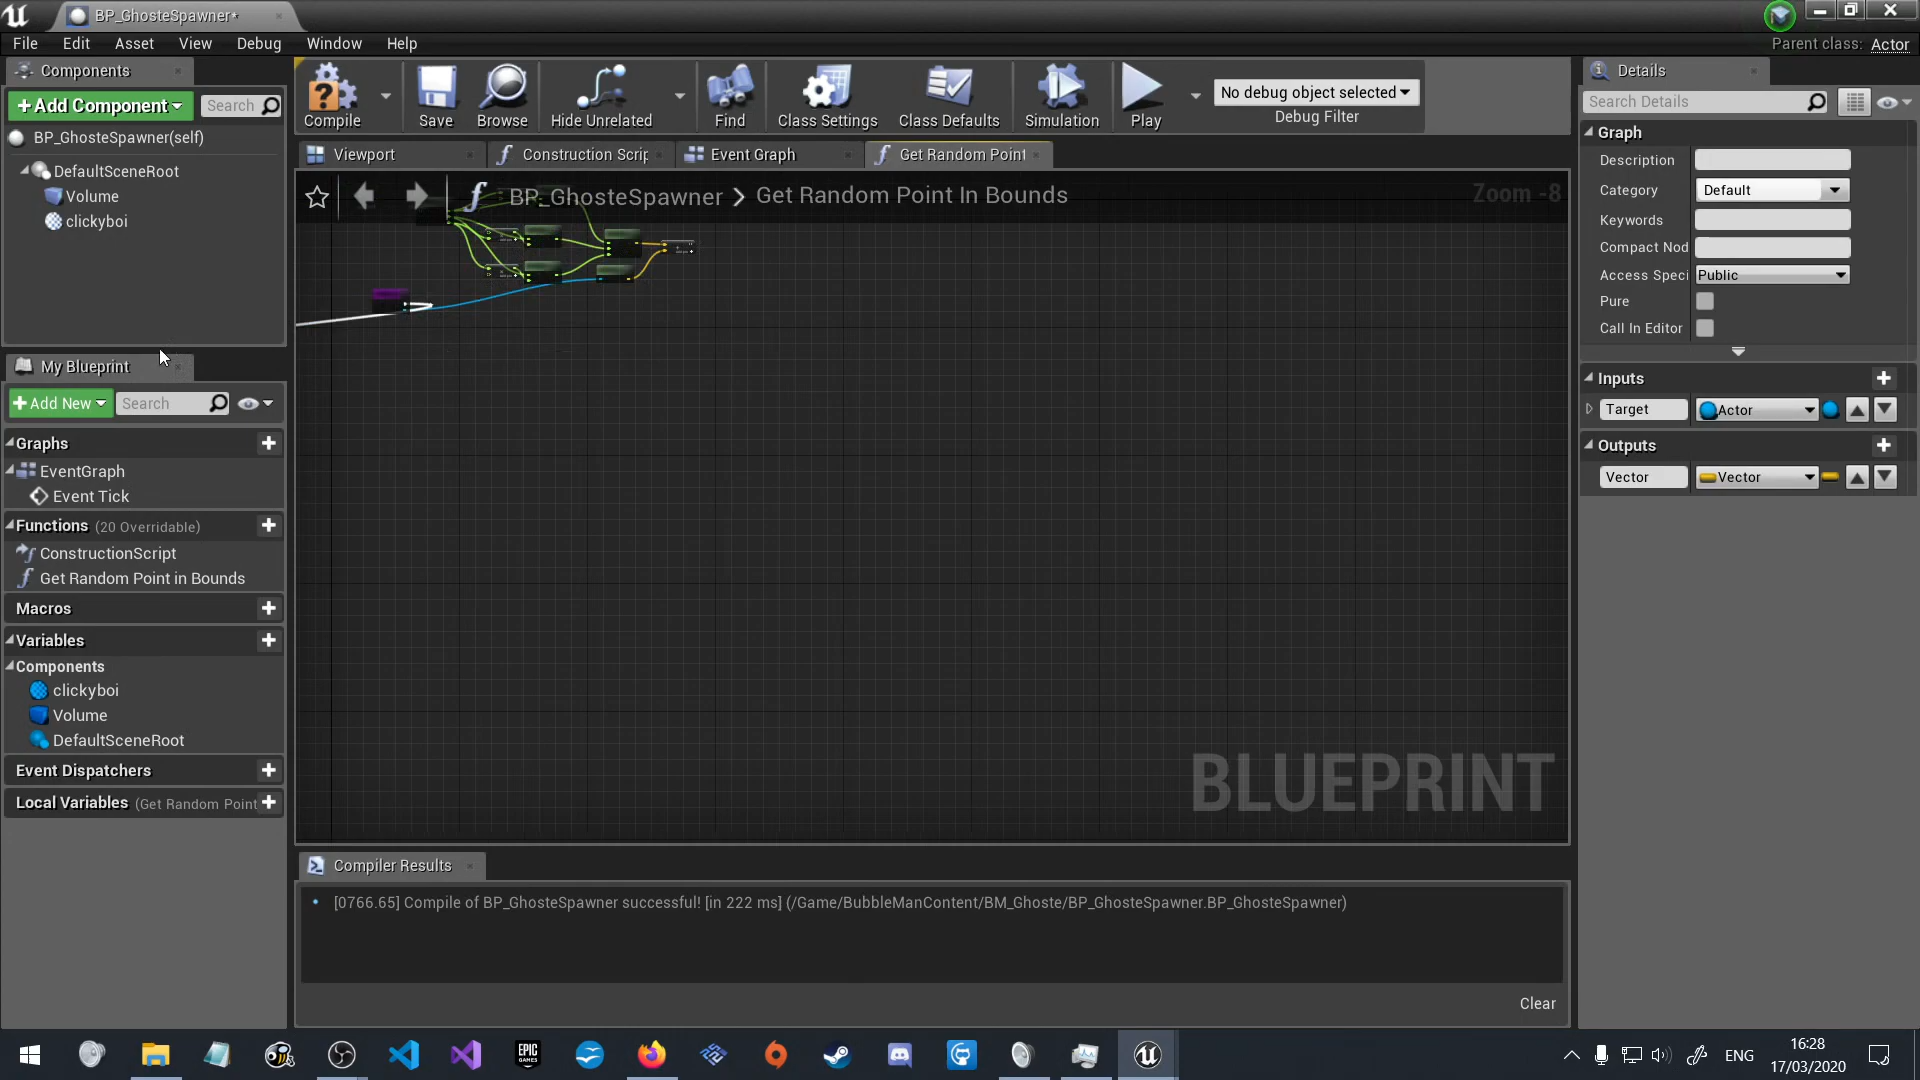 BP_GhosteSpawner*
File Edit Asset View Debug Window Help
Parent class: Actor
Components
+Add Component
Search
BP_GhosteSpawner(self)
DefaultSceneRoot
Volume
clickyboi
My Blueprint
+Add New
Search
Graphs
EventGraph
Event Tick
Functions (20 Overridable)
ConstructionScript
Get Random Point in Bounds
Macros
Variables
Components
clickyboi
Volume
DefaultSceneRoot
Event Dispatchers
Local Variables (Get Random Point
Compile
Save
Browse
Hide Unrelated
Find
Class Settings
Class Defaults
Simulation
Play
No debug object selected
Debug Filter
Viewport
Construction Scrip
Event Graph
Get Random Point
BP_GhosteSpawner > Get Random Point In Bounds
Zoom -8
BLUEPRINT
Compiler Results
[0766.65] Compile of BP_GhosteSpawner successful! [in 222 ms] (/Game/BubbleManContent/BM_Ghoste/BP_GhosteSpawner.BP_GhosteSpawner)
Clear
Details
Search Details
Graph
Description
Category Default
Keywords
Compact Nod
Access Speci Public
Pure
Call In Editor
Inputs
Target Actor
Outputs
Vector Vector
EPIC GAMES
ENG
16:28
17/03/2020